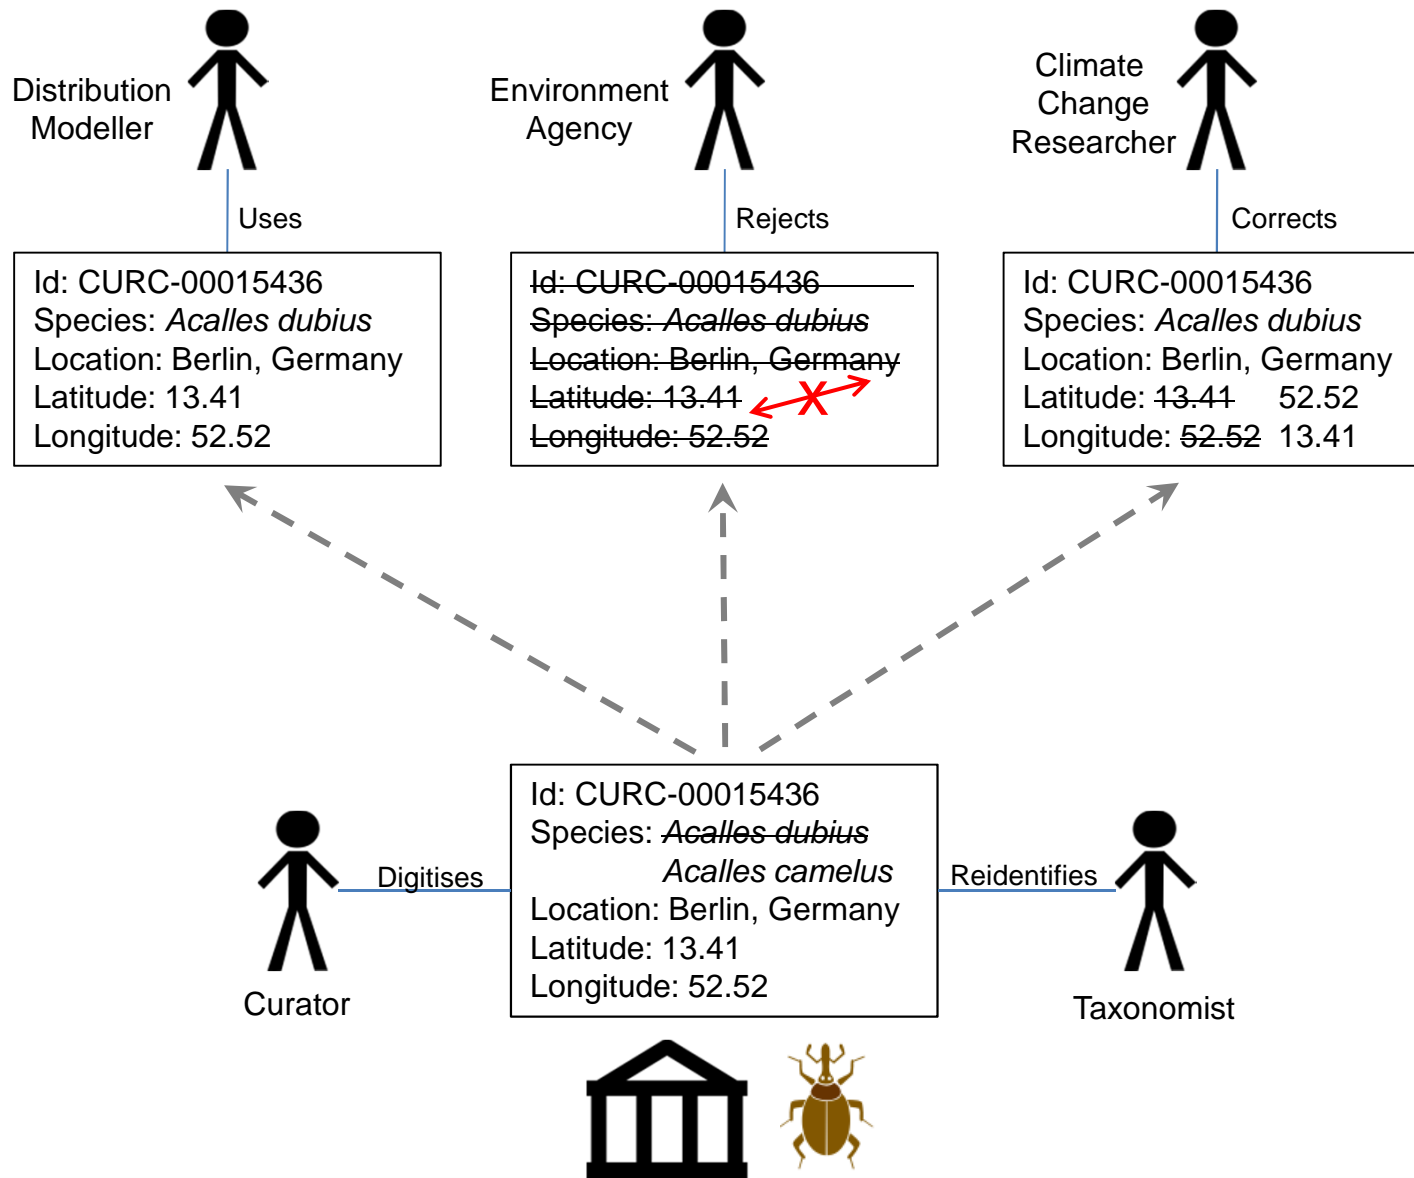 Distribution
Modeller
Uses
Id: CURC-00015436
Species: Acalles dubius
Location: Berlin, Germany
Latitude: 13.41
Longitude: 52.52
Environment
Agency
Rejects
Id: CURC-00015436
Species: Acalles dubius
Location: Berlin, Germany
Latitude: 13.41
X
Longitude: 52.52
Climate
Change
Researcher
Corrects
Id: CURC-00015436
Species: Acalles dubius
Location: Berlin, Germany
Latitude: 13.41 52.52
Longitude: 52.52 13.41
Curator
Digitises
Id: CURC-00015436
Species: Acalles dubius
Acalles camelus
Location: Berlin, Germany
Latitude: 13.41
Longitude: 52.52
Reidentifies
Taxonomist